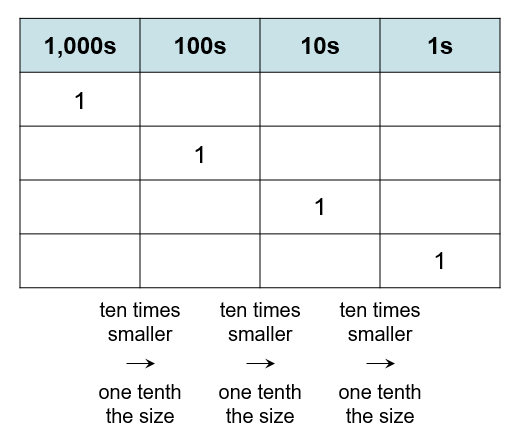 1,000s 100s 10s 1s
1
1
1
1
ten times ten times ten times
smaller smaller smaller
→ → →
one tenth one tenth one tenth
the size the size the size